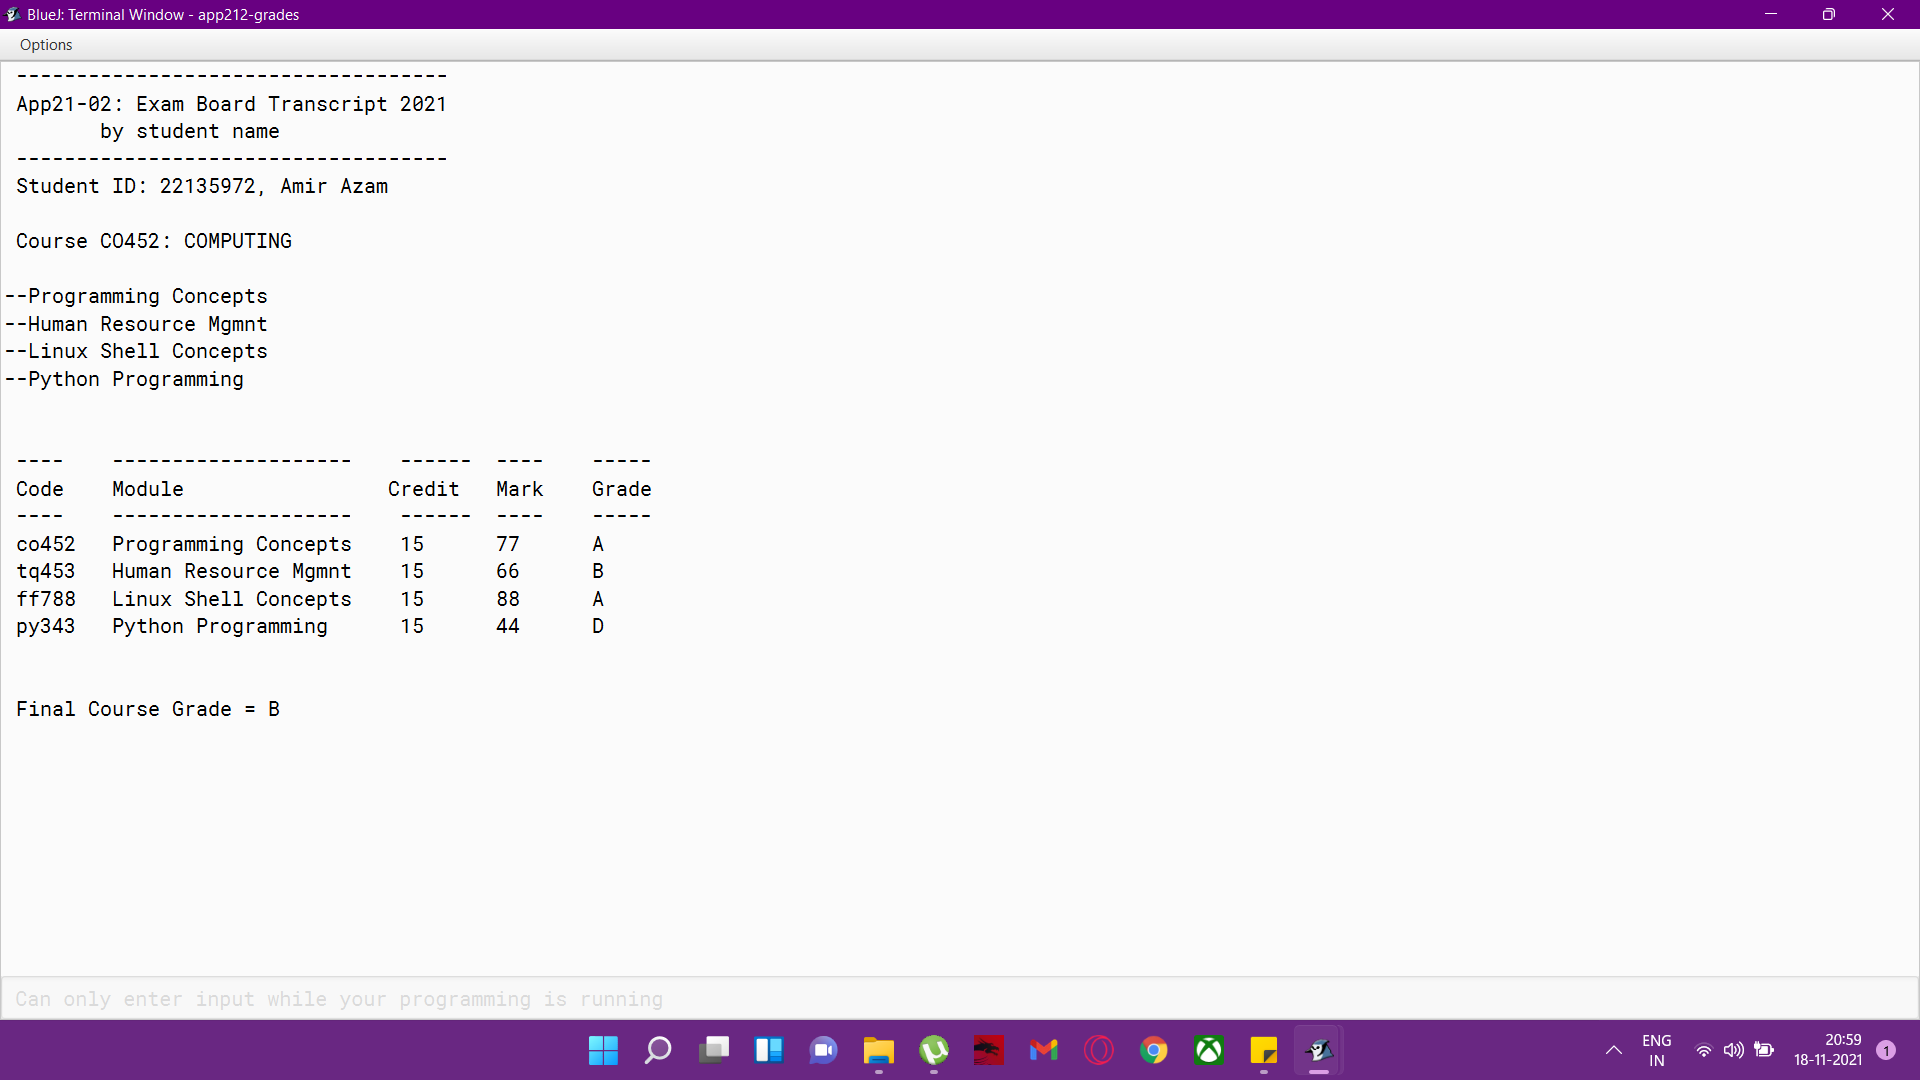 BlueJ: Terminal Window - app212-grades
Options
------------------------------------
App21-02: Exam Board Transcript 2021
by student name
------------------------------------
Student ID: 22135972, Amir Azam
Course CO452: COMPUTING
--Programming Concepts
--Human Resource Mgmnt
--Linux Shell Concepts
--Python Programming
---- -------------------- ------ ---- -----
Code Module Credit Mark Grade
---- -------------------- ------ ---- -----
co452 Programming Concepts 15 77 A
tq453 Human Resource Mgmnt 15 66 B
ff788 Linux Shell Concepts 15 88 A
py343 Python Programming 15 44 D
Final Course Grade = B
Can only enter input while your programming is running
ENG
IN
20:59
18-11-2021
1